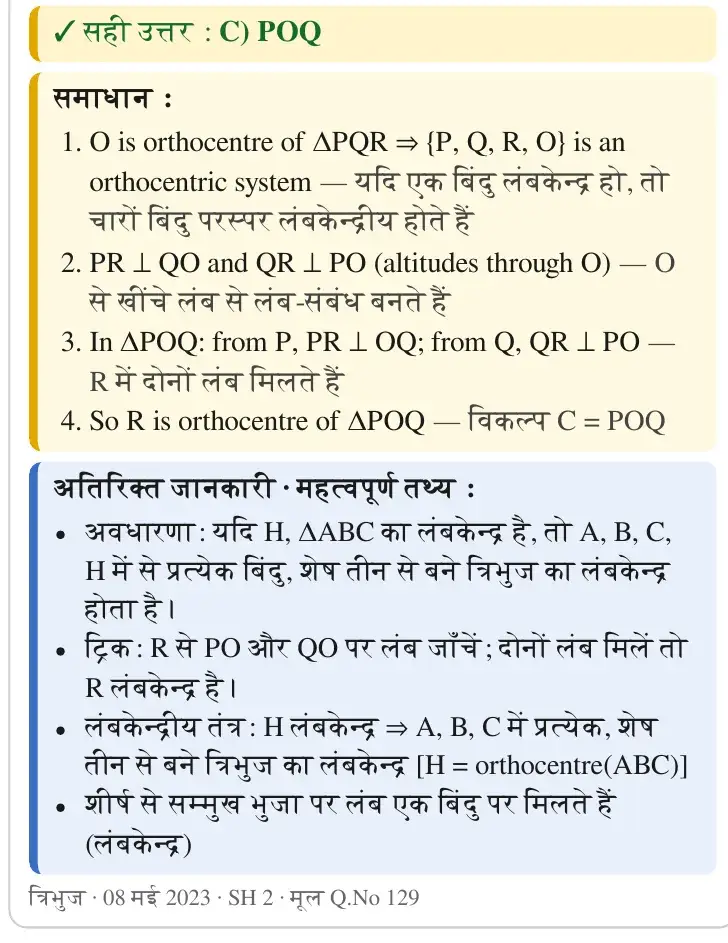 ✓ सही उत्तर : C) POQ
समाधान :
1. O is orthocentre of ΔPQR ⇒ {P, Q, R, O} is an
orthocentric system — यदि एक बिंदु लंबकेन्द्र हो, तो
चारों बिंदु परस्पर लंबकेन्द्रीय होते हैं
2. PR ⊥ QO and QR ⊥ PO (altitudes through O) — O
से खींचे लंब से लंब-संबंध बनते हैं
3. In ΔPOQ: from P, PR ⊥ OQ; from Q, QR ⊥ PO —
R में दोनों लंब मिलते हैं
4. So R is orthocentre of ΔPOQ — विकल्प C = POQ
अतिरिक्त जानकारी · महत्वपूर्ण तथ्य :
• अवधारणा : यदि H, ΔABC का लंबकेन्द्र है, तो A, B, C,
H में से प्रत्येक बिंदु, शेष तीन से बने त्रिभुज का लंबकेन्द्र
होता है।
• ट्रिक : R से PO और QO पर लंब जाँचें ; दोनों लंब मिलें तो
R लंबकेन्द्र है।
• लंबकेन्द्रीय तंत्र : H लंबकेन्द्र ⇒ A, B, C में प्रत्येक, शेष
तीन से बने त्रिभुज का लंबकेन्द्र [H = orthocentre(ABC)]
• शीर्ष से सम्मुख भुजा पर लंब एक बिंदु पर मिलते हैं
(लंबकेन्द्र)
त्रिभुज · 08 मई 2023 · SH 2 · मूल Q.No 129